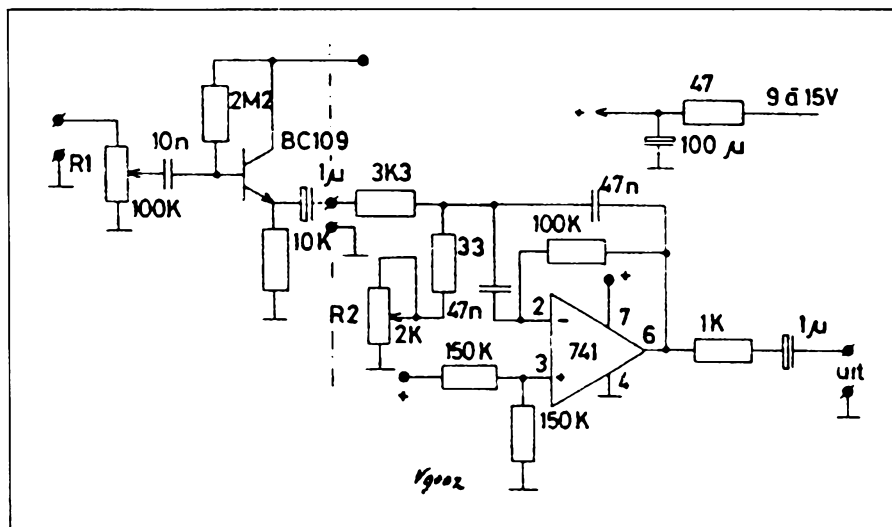 47
9 à 15V
+
100 µ
2M2
10n
BC109
R1
1µ
3K3
47n
100K
100K
10K
33
R2
2K
47n
+
2
-
7
6
1K
1µ
741
150K
3
+
4
uit
+
150K